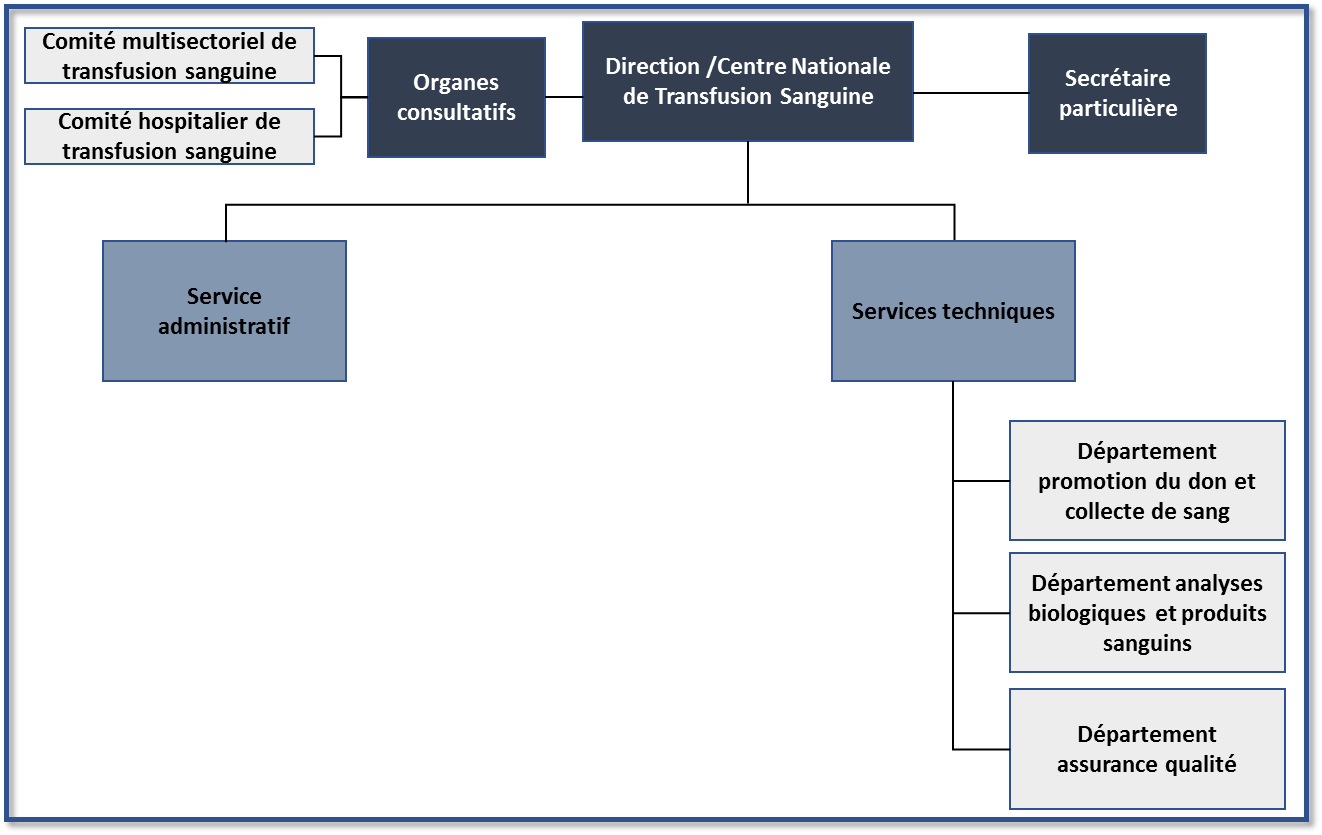 Comité multisectoriel de
transfusion sanguine
Comité hospitalier de
transfusion sanguine
Organes
consultatifs
Direction /Centre Nationale
de Transfusion Sanguine
Secrétaire
particulière
Service
administratif
Services techniques
Département
promotion du don et
collecte de sang
Département analyses
biologiques et produits
sanguins
Département
assurance qualité